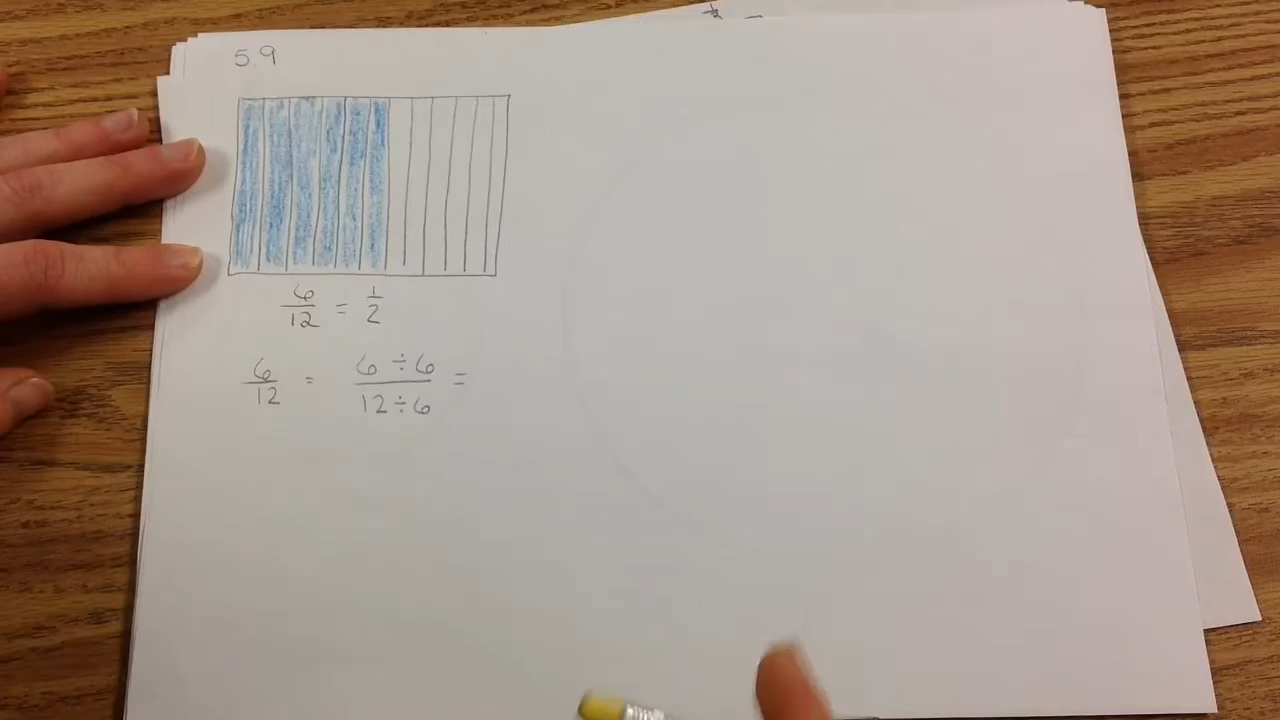 5.9
6/12 = 1/2
6/12 = 6 ÷ 6 / 12 ÷ 6 =